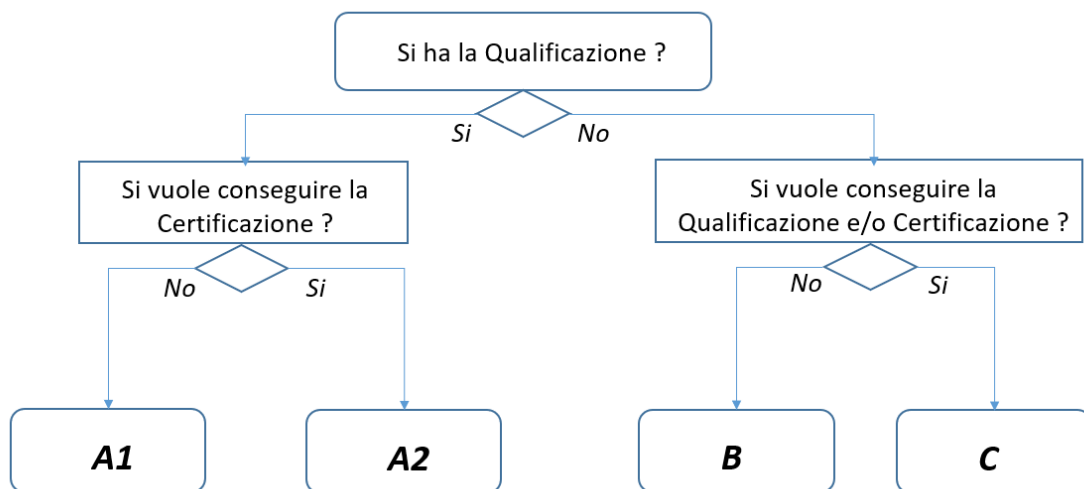 Si ha la Qualificazione ?
Si
No
Si vuole conseguire la
Certificazione ?
Si vuole conseguire la
Qualificazione e/o Certificazione ?
No
Si
No
Si
A1
A2
B
C